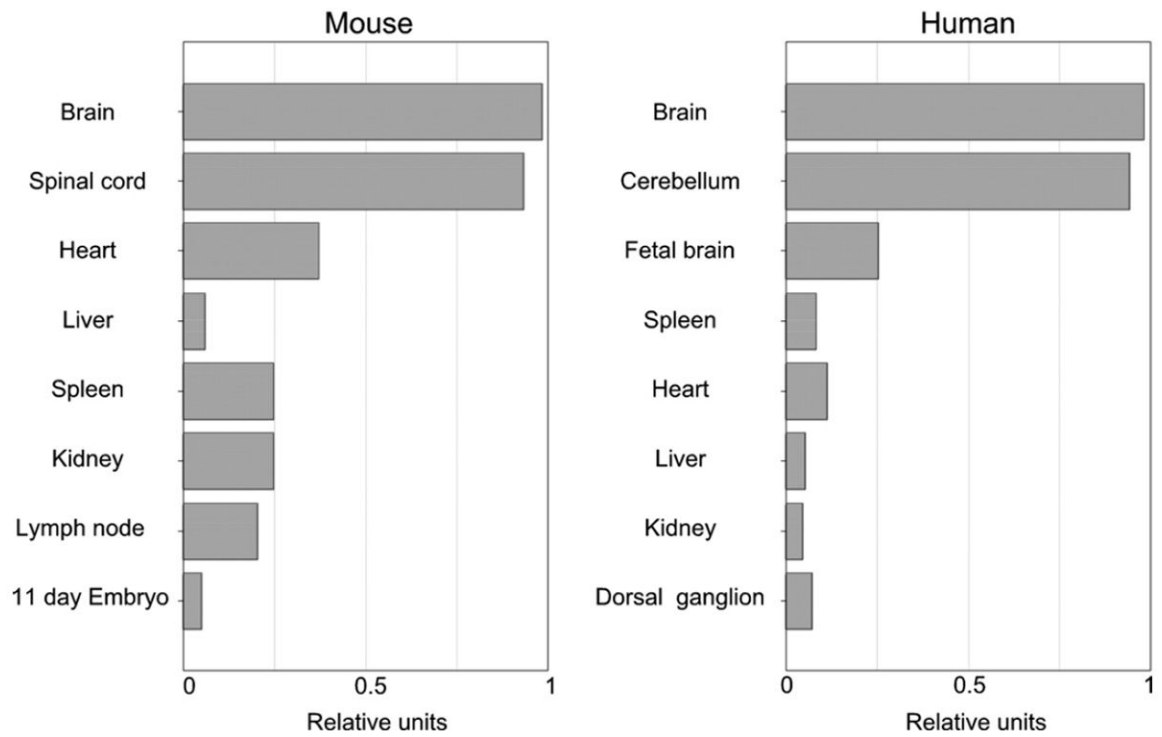 Mouse
Brain
Spinal cord
Heart
Liver
Spleen
Kidney
Lymph node
11 day Embryo
0 0.5 1
Relative units
Human
Brain
Cerebellum
Fetal brain
Spleen
Heart
Liver
Kidney
Dorsal ganglion
0 0.5 1
Relative units